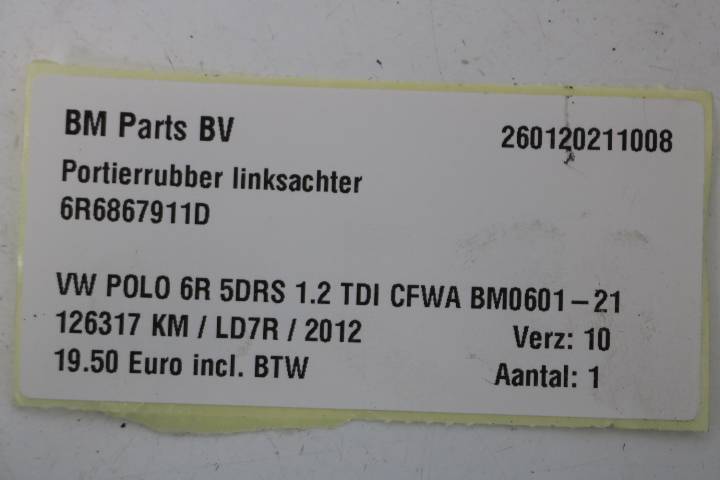 BM Parts BV 260120211008
Portierrubber linksachter
6R6867911D
VW POLO 6R 5DRS 1.2 TDI CFWA BM0601-21
126317 KM / LD7R / 2012 Verz: 10
19.50 Euro incl. BTW Aantal: 1